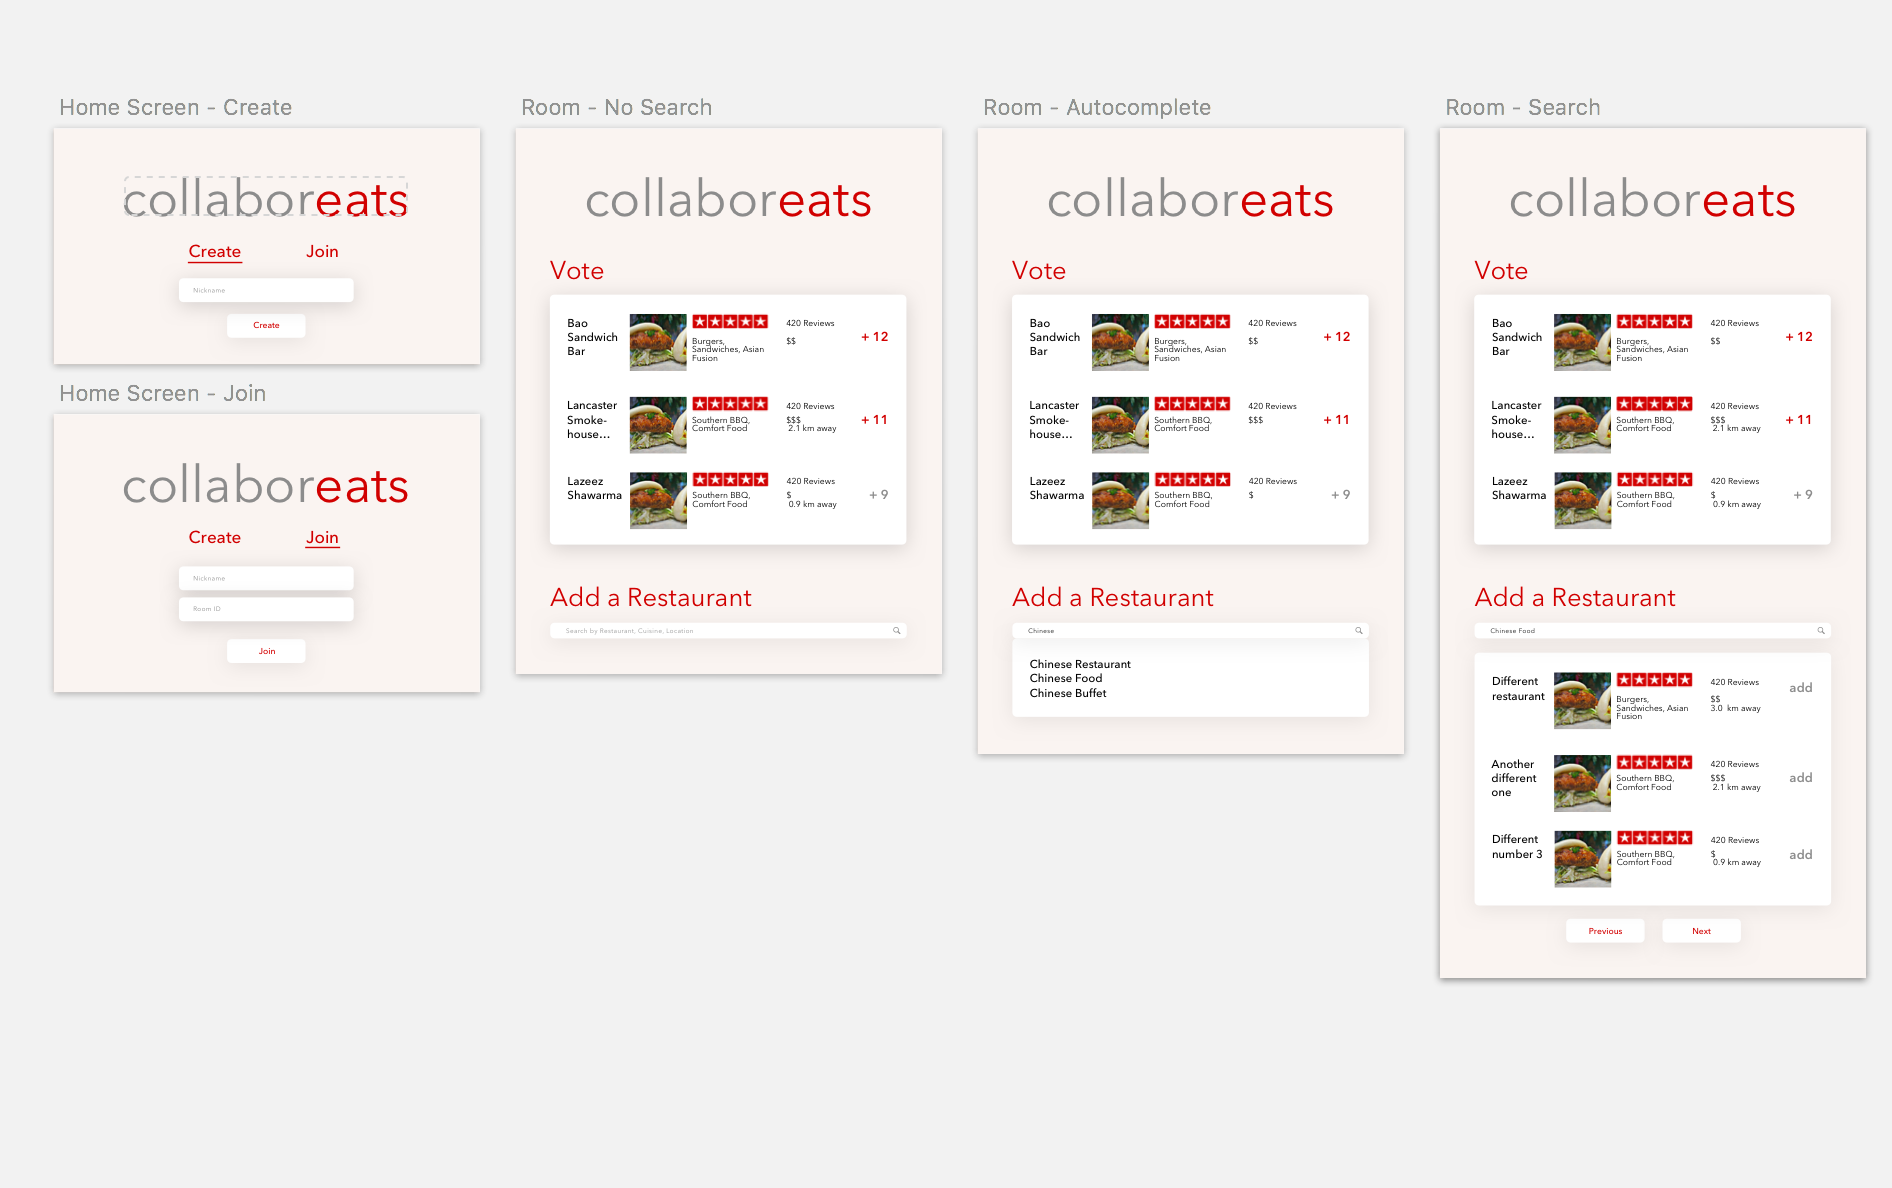 Home Screen - Create
collaboreats
Create
Join
Nickname
Create
Home Screen - Join
collaboreats
Create
Join
Nickname
Room ID
Join
Room - No Search
collaboreats
Vote
Bao
Sandwich
Bar
Burgers,
Sandwiches, Asian
Fusion
420 Reviews
$$
+ 12
Lancaster
Smoke-
house...
Southern BBQ,
Comfort Food
420 Reviews
$$$
2.1 km away
+ 11
Lazeez
Shawarma
Southern BBQ,
Comfort Food
420 Reviews
$
0.9 km away
+ 9
Add a Restaurant
Search by Restaurant, Cuisine, Location
Room - Autocomplete
collaboreats
Vote
Bao
Sandwich
Bar
Burgers,
Sandwiches, Asian
Fusion
420 Reviews
$$
+ 12
Lancaster
Smoke-
house...
Southern BBQ,
Comfort Food
420 Reviews
$$$
+ 11
Lazeez
Shawarma
Southern BBQ,
Comfort Food
420 Reviews
$
+ 9
Add a Restaurant
Chinese
Chinese Restaurant
Chinese Food
Chinese Buffet
Room - Search
collaboreats
Vote
Bao
Sandwich
Bar
Burgers,
Sandwiches, Asian
Fusion
420 Reviews
$$
+ 12
Lancaster
Smoke-
house...
Southern BBQ,
Comfort Food
420 Reviews
$$$
2.1 km away
+ 11
Lazeez
Shawarma
Southern BBQ,
Comfort Food
420 Reviews
$
0.9 km away
+ 9
Add a Restaurant
Chinese Food
Different
restaurant
Burgers,
Sandwiches, Asian
Fusion
420 Reviews
$$
3.0 km away
add
Another
different
one
Southern BBQ,
Comfort Food
420 Reviews
$$$
2.1 km away
add
Different
number 3
Southern BBQ,
Comfort Food
420 Reviews
$
0.9 km away
add
Previous
Next